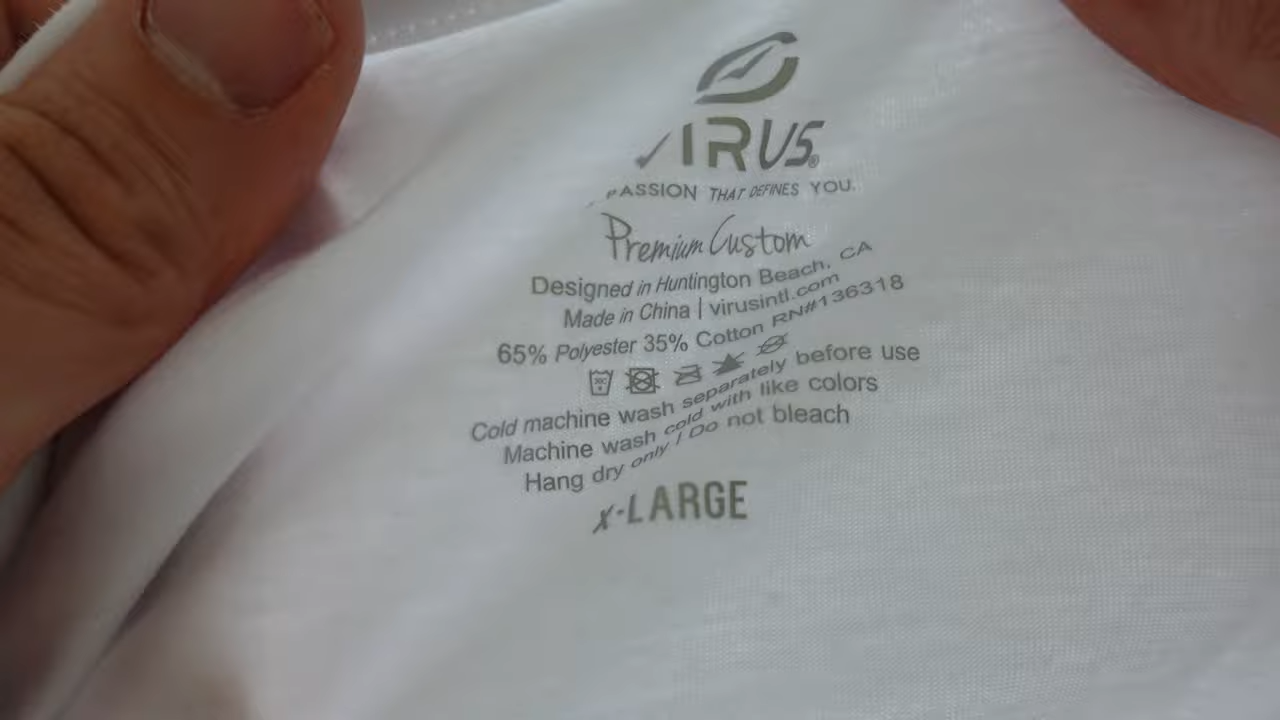 VIRUS®
PASSION THAT DEFINES YOU.
Premium Custom
Designed in Huntington Beach, CA
Made in China | virusintl.com
65% Polyester 35% Cotton RN#136318
30C
Cold machine wash separately before use
Machine wash cold with like colors
Hang dry only / Do not bleach
X-LARGE